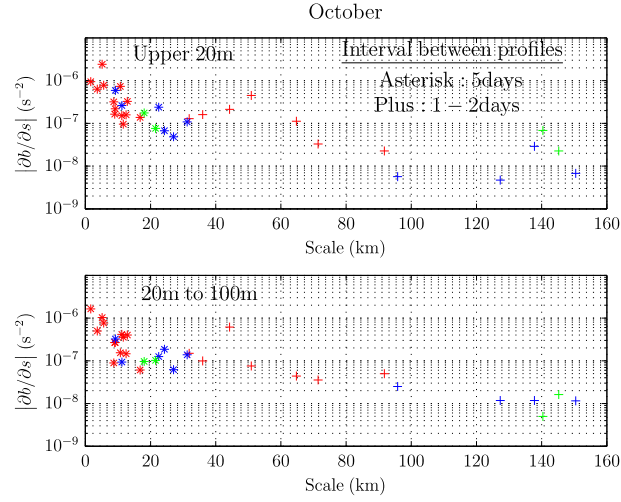 October
Upper 20m
Interval between profiles
Asterisk : 5days
Plus : 1 − 2days
|∂b/∂s| (s⁻²)
10⁻⁶
10⁻⁷
10⁻⁸
10⁻⁹
0 20 40 60 80 100 120 140 160
Scale (km)
20m to 100m
|∂b/∂s| (s⁻²)
10⁻⁶
10⁻⁷
10⁻⁸
10⁻⁹
0 20 40 60 80 100 120 140 160
Scale (km)